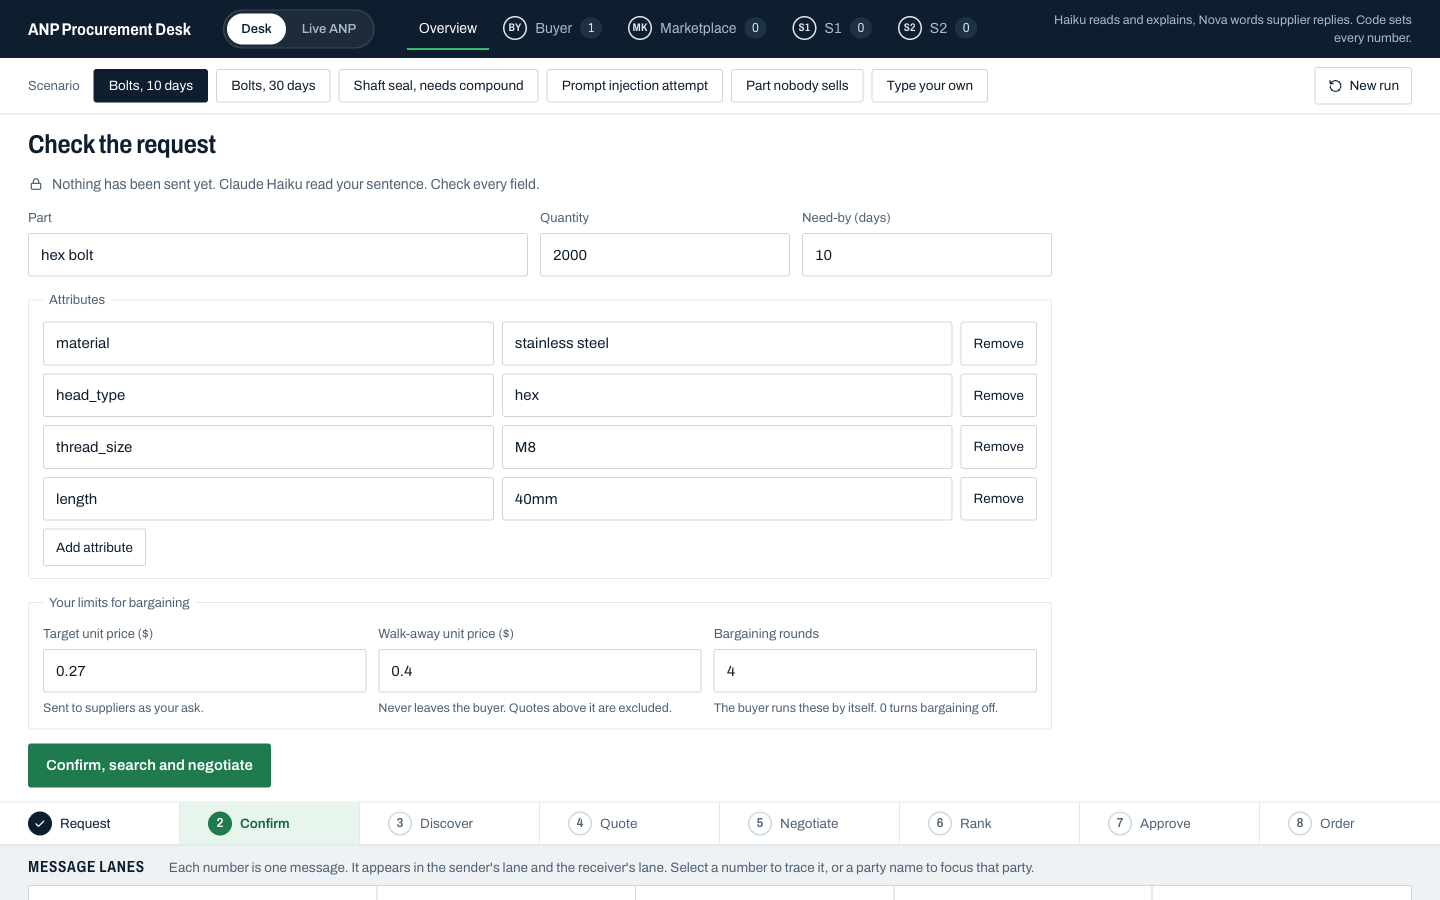 ANP Procurement Desk
Desk
Live ANP
Overview
BY Buyer 1
MK Marketplace 0
S1 S1 0
S2 S2 0
Haiku reads and explains, Nova words supplier replies. Code sets
every number.
Scenario
Bolts, 10 days
Bolts, 30 days
Shaft seal, needs compound
Prompt injection attempt
Part nobody sells
Type your own
New run
Check the request
Nothing has been sent yet. Claude Haiku read your sentence. Check every field.
Part
Quantity
Need-by (days)
hex bolt
2000
10
Attributes
material
stainless steel
Remove
head_type
hex
Remove
thread_size
M8
Remove
length
40mm
Remove
Add attribute
Your limits for bargaining
Target unit price ($)
Walk-away unit price ($)
Bargaining rounds
0.27
0.4
4
Sent to suppliers as your ask.
Never leaves the buyer. Quotes above it are excluded.
The buyer runs these by itself. 0 turns bargaining off.
Confirm, search and negotiate
Request
2 Confirm
3 Discover
4 Quote
5 Negotiate
6 Rank
7 Approve
8 Order
MESSAGE LANES
Each number is one message. It appears in the sender's lane and the receiver's lane. Select a number to trace it, or a party name to focus that party.